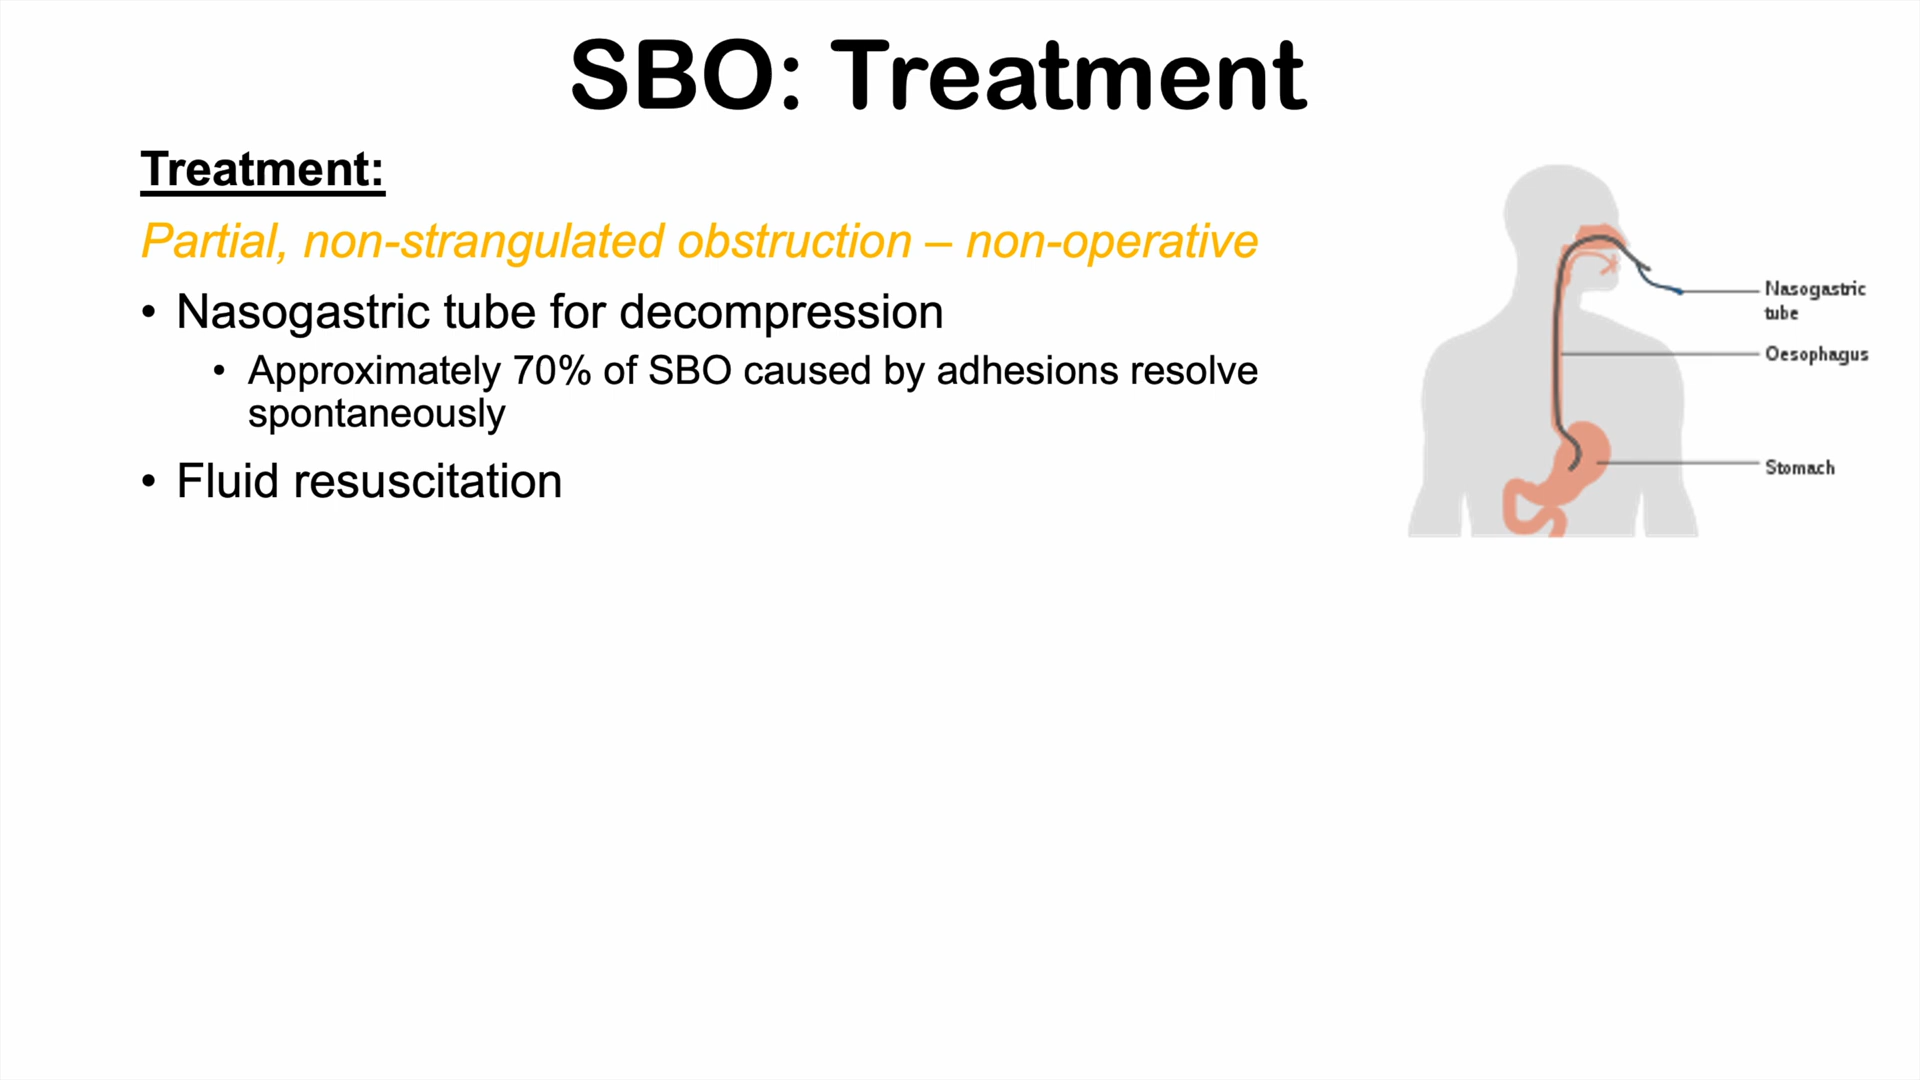 SBO: Treatment
Treatment:
Partial, non-strangulated obstruction – non-operative
• Nasogastric tube for decompression
• Approximately 70% of SBO caused by adhesions resolve
spontaneously
• Fluid resuscitation
Nasogastric
tube
Oesophagus
Stomach